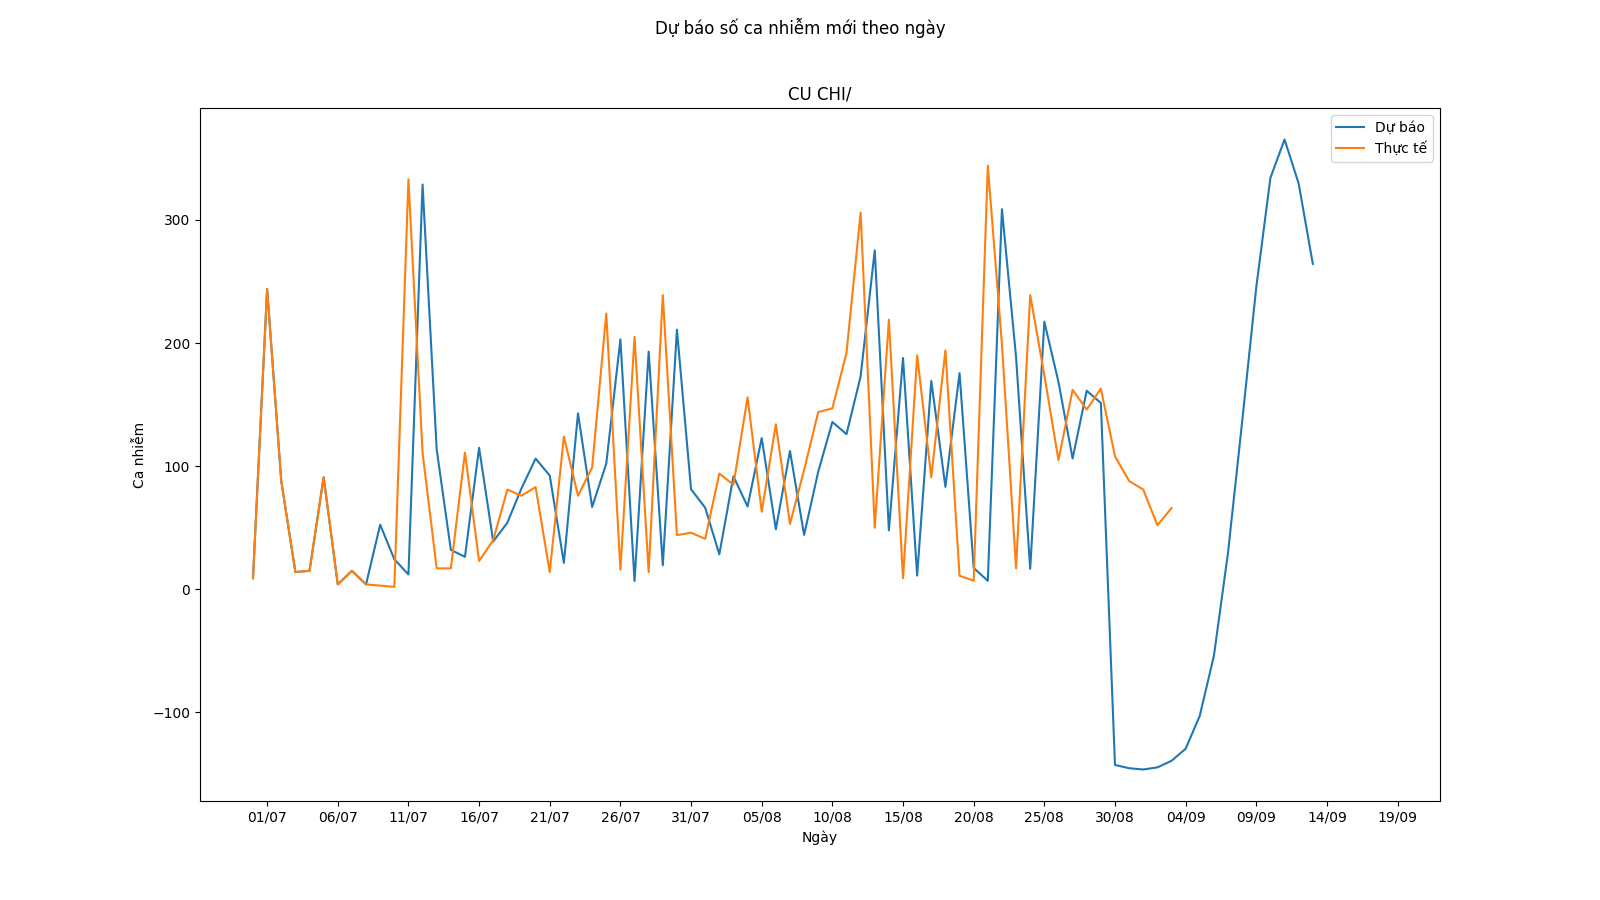 Dự báo số ca nhiễm mới theo ngày
CU CHI/
Dự báo
Thực tế
300
200
100
0
−100
Ca nhiễm
01/07 06/07 11/07 16/07 21/07 26/07 31/07 05/08 10/08 15/08 20/08 25/08 30/08 04/09 09/09 14/09 19/09
Ngày